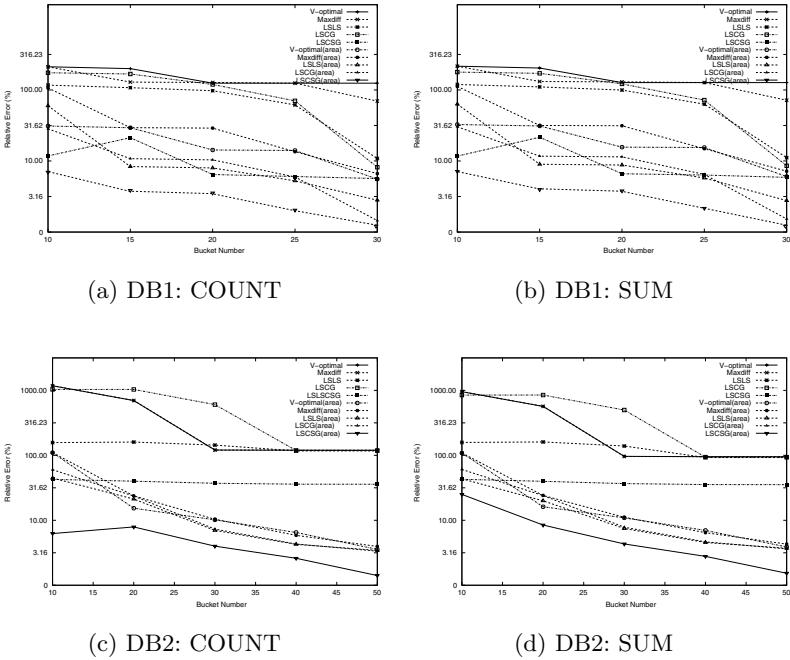 V-optimal
Maxdiff
LSLS
LSCG
LSCSG
V-optimal(area)
Maxdiff(area)
LSLS(area)
LSCG(area)
LSCSG(area)
Relative Error (%)
316.23
100.00
31.62
10.00
3.16
0
10 15 20 25 30
Bucket Number
(a) DB1: COUNT
V-optimal
Maxdiff
LSLS
LSCG
LSCSG
V-optimal(area)
Maxdiff(area)
LSLS(area)
LSCG(area)
LSCSG(area)
Relative Error (%)
316.23
100.00
31.62
10.00
3.16
0
10 15 20 25 30
Bucket Number
(b) DB1: SUM
V-optimal
Maxdiff
LSLS
LSCG
LSLSCSG
V-optimal(area)
Maxdiff(area)
LSLS(area)
LSCG(area)
LSCSG(area)
Relative Error (%)
1000.00
316.23
100.00
31.62
10.00
3.16
0
10 15 20 25 30 35 40 45 50
Bucket Number
(c) DB2: COUNT
V-optimal
Maxdiff
LSLS
LSCG
LSCSG
V-optimal(area)
Maxdiff(area)
LSLS(area)
LSCG(area)
LSCSG(area)
Relative Error (%)
1000.00
316.23
100.00
31.62
10.00
3.16
0
10 15 20 25 30 35 40 45 50
Bucket Number
(d) DB2: SUM